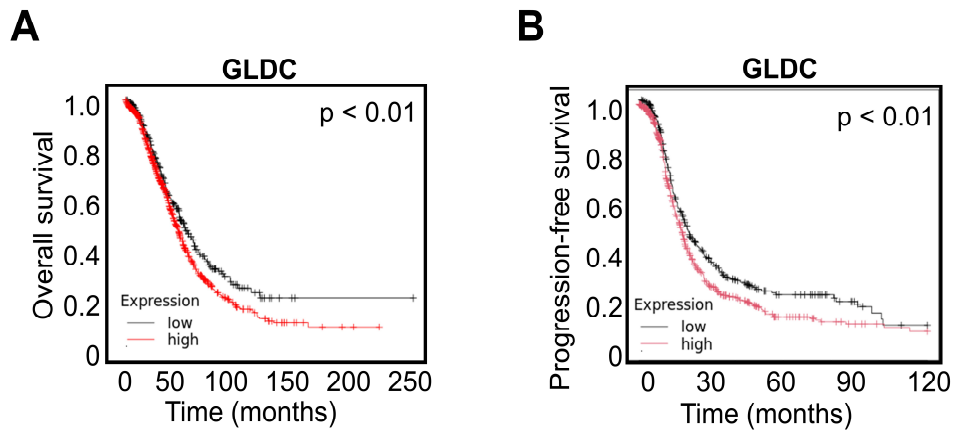 A
GLDC
p < 0.01
Overall survival
1.0
0.8
0.6
0.4
0.2
0
Expression
low
high
0 50 100 150 200 250
Time (months)
B
GLDC
p < 0.01
Progression-free survival
1.0
0.8
0.6
0.4
0.2
0
Expression
low
high
0 30 60 90 120
Time (months)